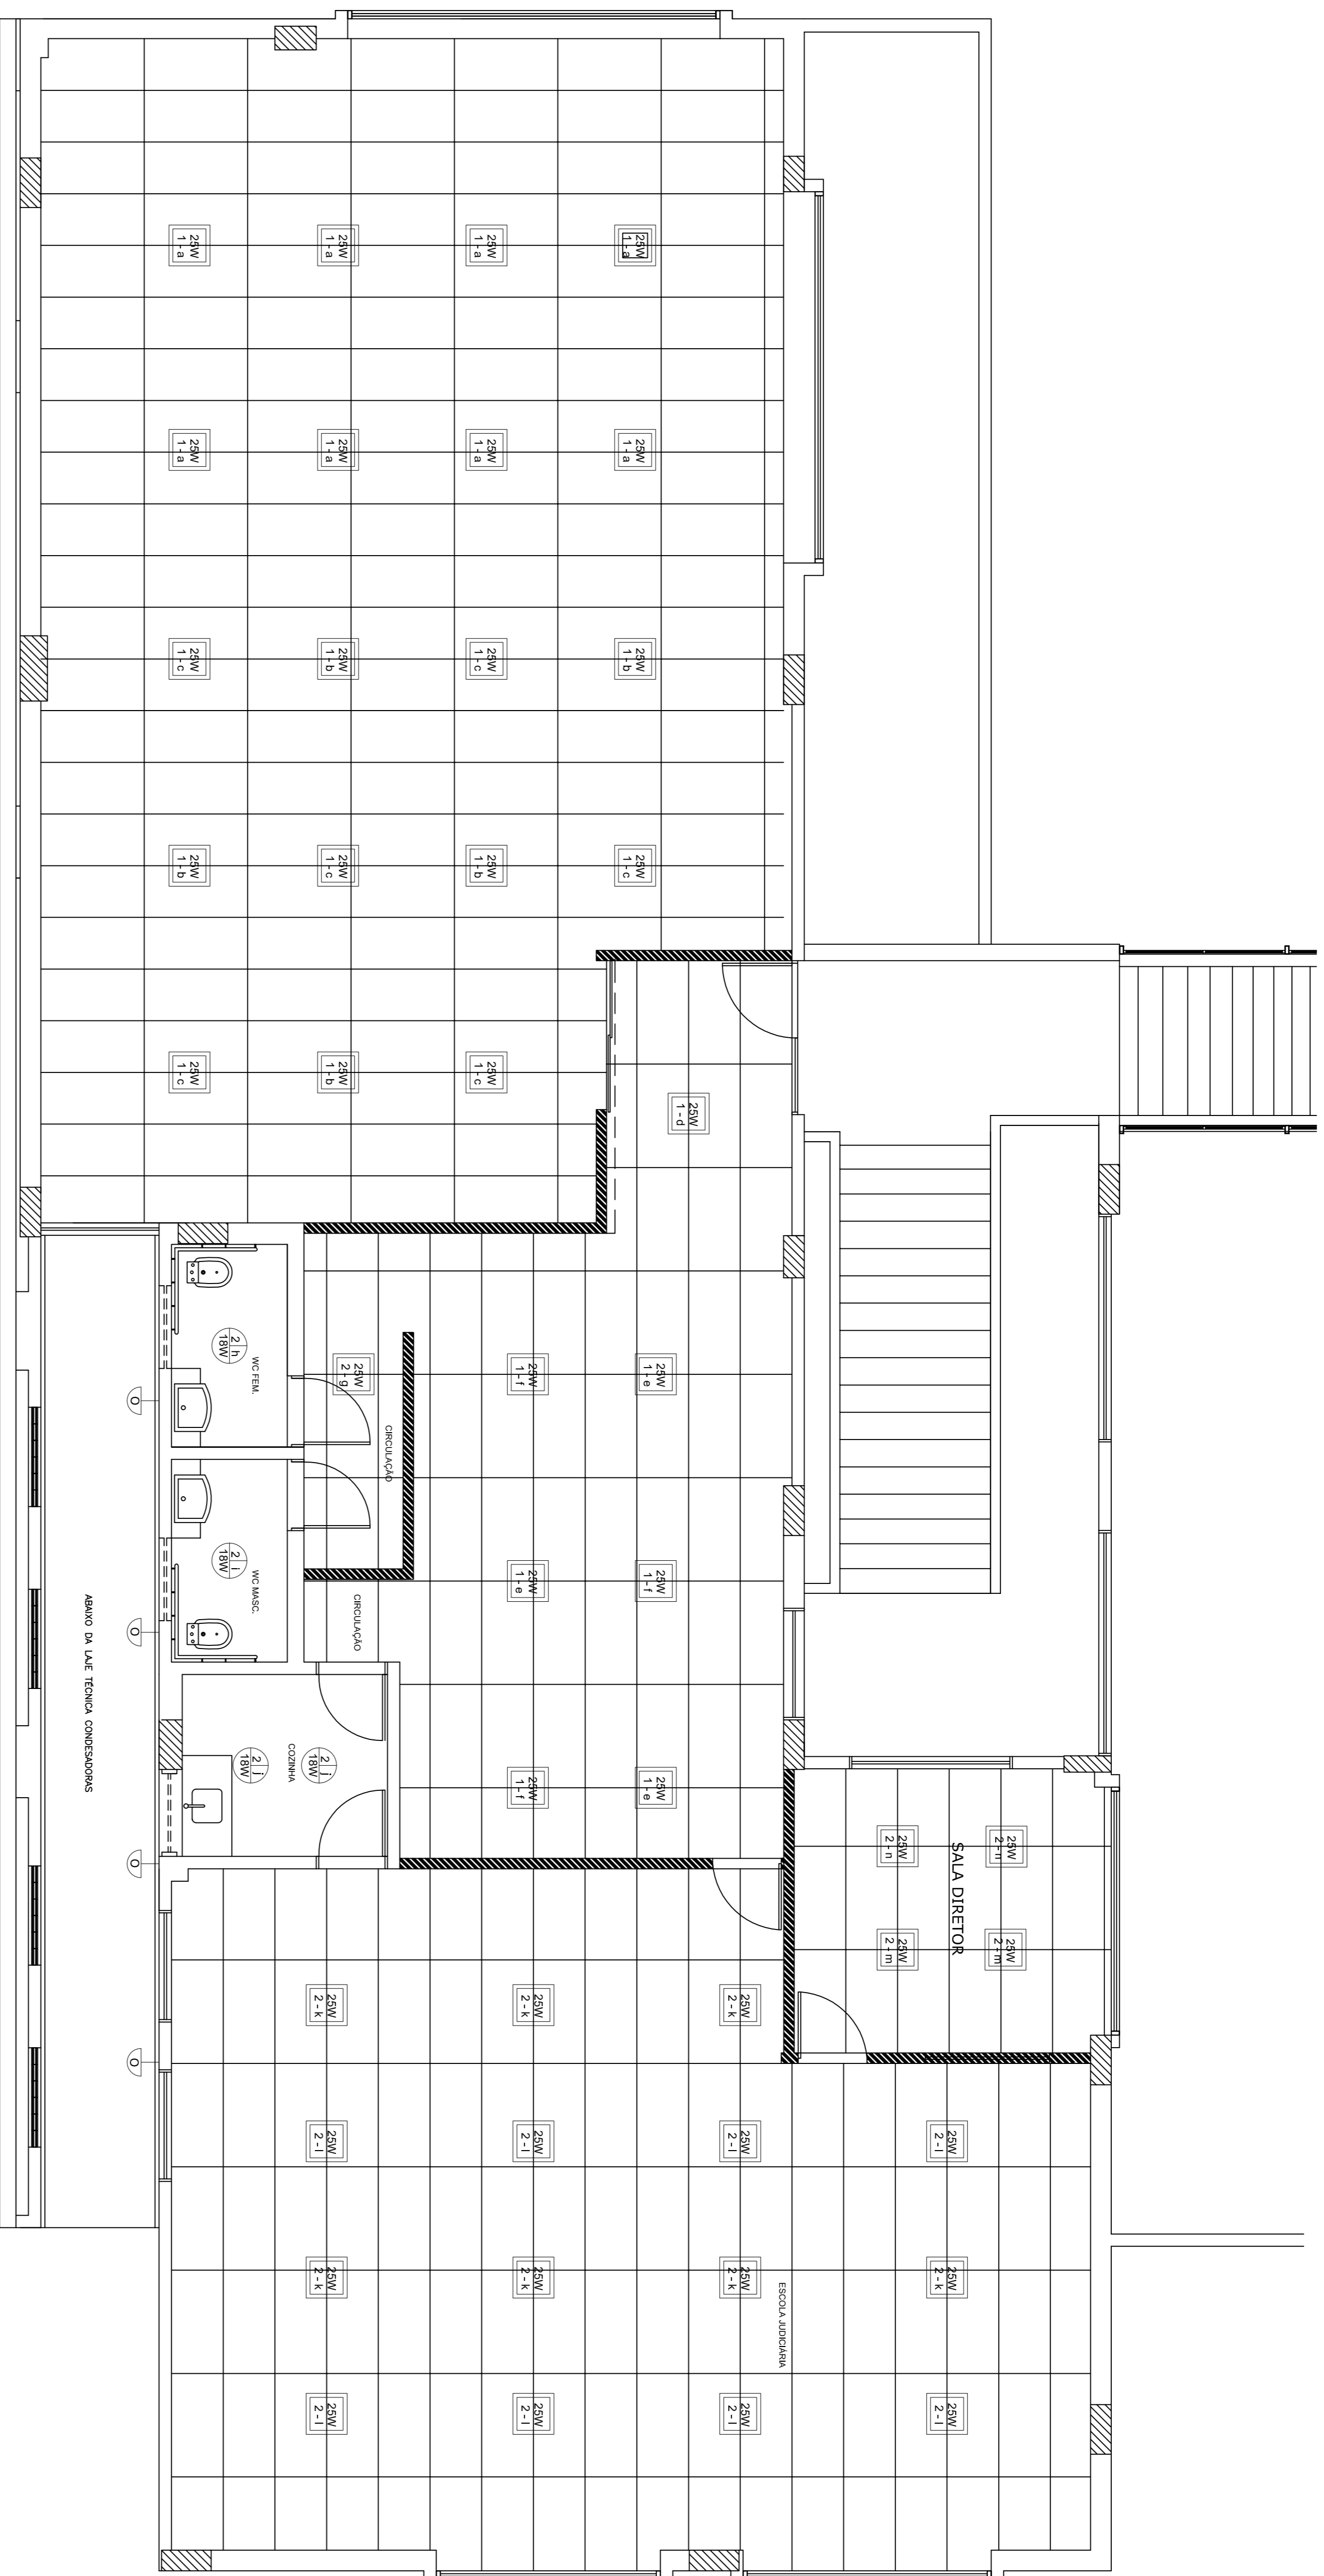 25W
1-a
25W
1-a
25W
1-a
25W
1-a
25W
1-a
25W
1-a
25W
1-a
25W
1-a
25W
1-c
25W
1-b
25W
1-c
25W
1-b
25W
1-b
25W
1-c
25W
1-b
25W
1-c
25W
1-c
25W
1-b
25W
1-c
25W
1-d
2 h
18W
WC FEM.
25W
2-g
25W
1-f
25W
1-e
CIRCULAÇÃO
O
2 i
18W
WC MASC.
25W
1-e
25W
1-f
CIRCULAÇÃO
O
ABAIXO DA LAJE TÉCNICA CONDESADORAS
2 j
18W
COZINHA
2 j
18W
25W
1-f
25W
1-e
O
25W
2-n
25W
2-n
SALA DIRETOR
25W
2-m
25W
2-m
O
25W
2-k
25W
2-k
25W
2-k
25W
2-l
25W
2-l
25W
2-l
25W
2-l
25W
2-k
25W
2-k
25W
2-k
25W
2-k
ESCOLA JUDICIÁRIA
25W
2-l
25W
2-l
25W
2-l
25W
2-l